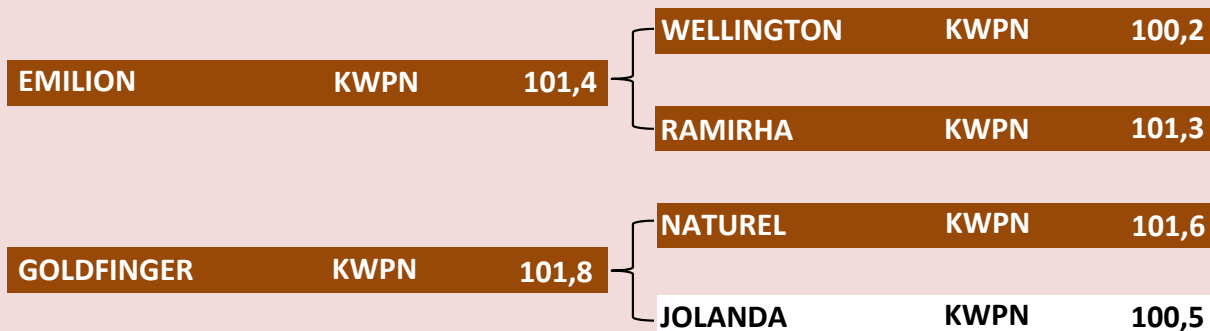 WELLINGTON KWPN 100,2
EMILION KWPN 101,4
RAMIRHA KWPN 101,3
NATUREL KWPN 101,6
GOLDFINGER KWPN 101,8
JOLANDA KWPN 100,5